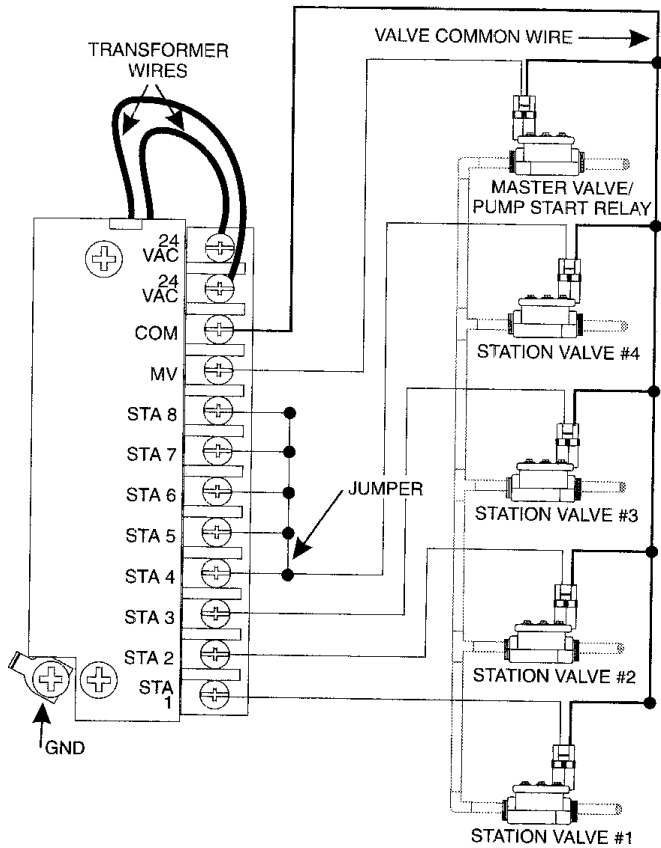 TRANSFORMER
WIRES
VALVE COMMON WIRE
MASTER VALVE/
PUMP START RELAY
24
VAC
24
VAC
COM
MV
STA 8
STA 7
STA 6
STA 5
STA 4
STA 3
STA 2
STA
1
JUMPER
GND
STATION VALVE #4
STATION VALVE #3
STATION VALVE #2
STATION VALVE #1